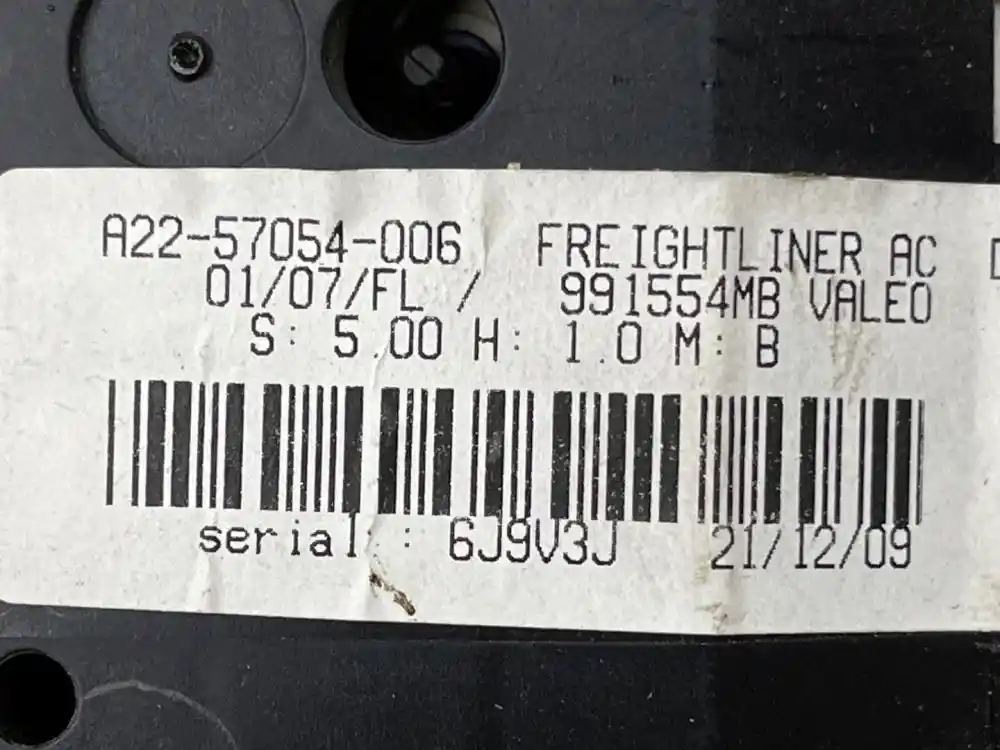 A22-57054-006 FREIGHTLINER AC
01/07/FL / 991554MB VALEO
S: 5.00 H: 1.0 M: B
serial : 6J9V3J 21/12/09